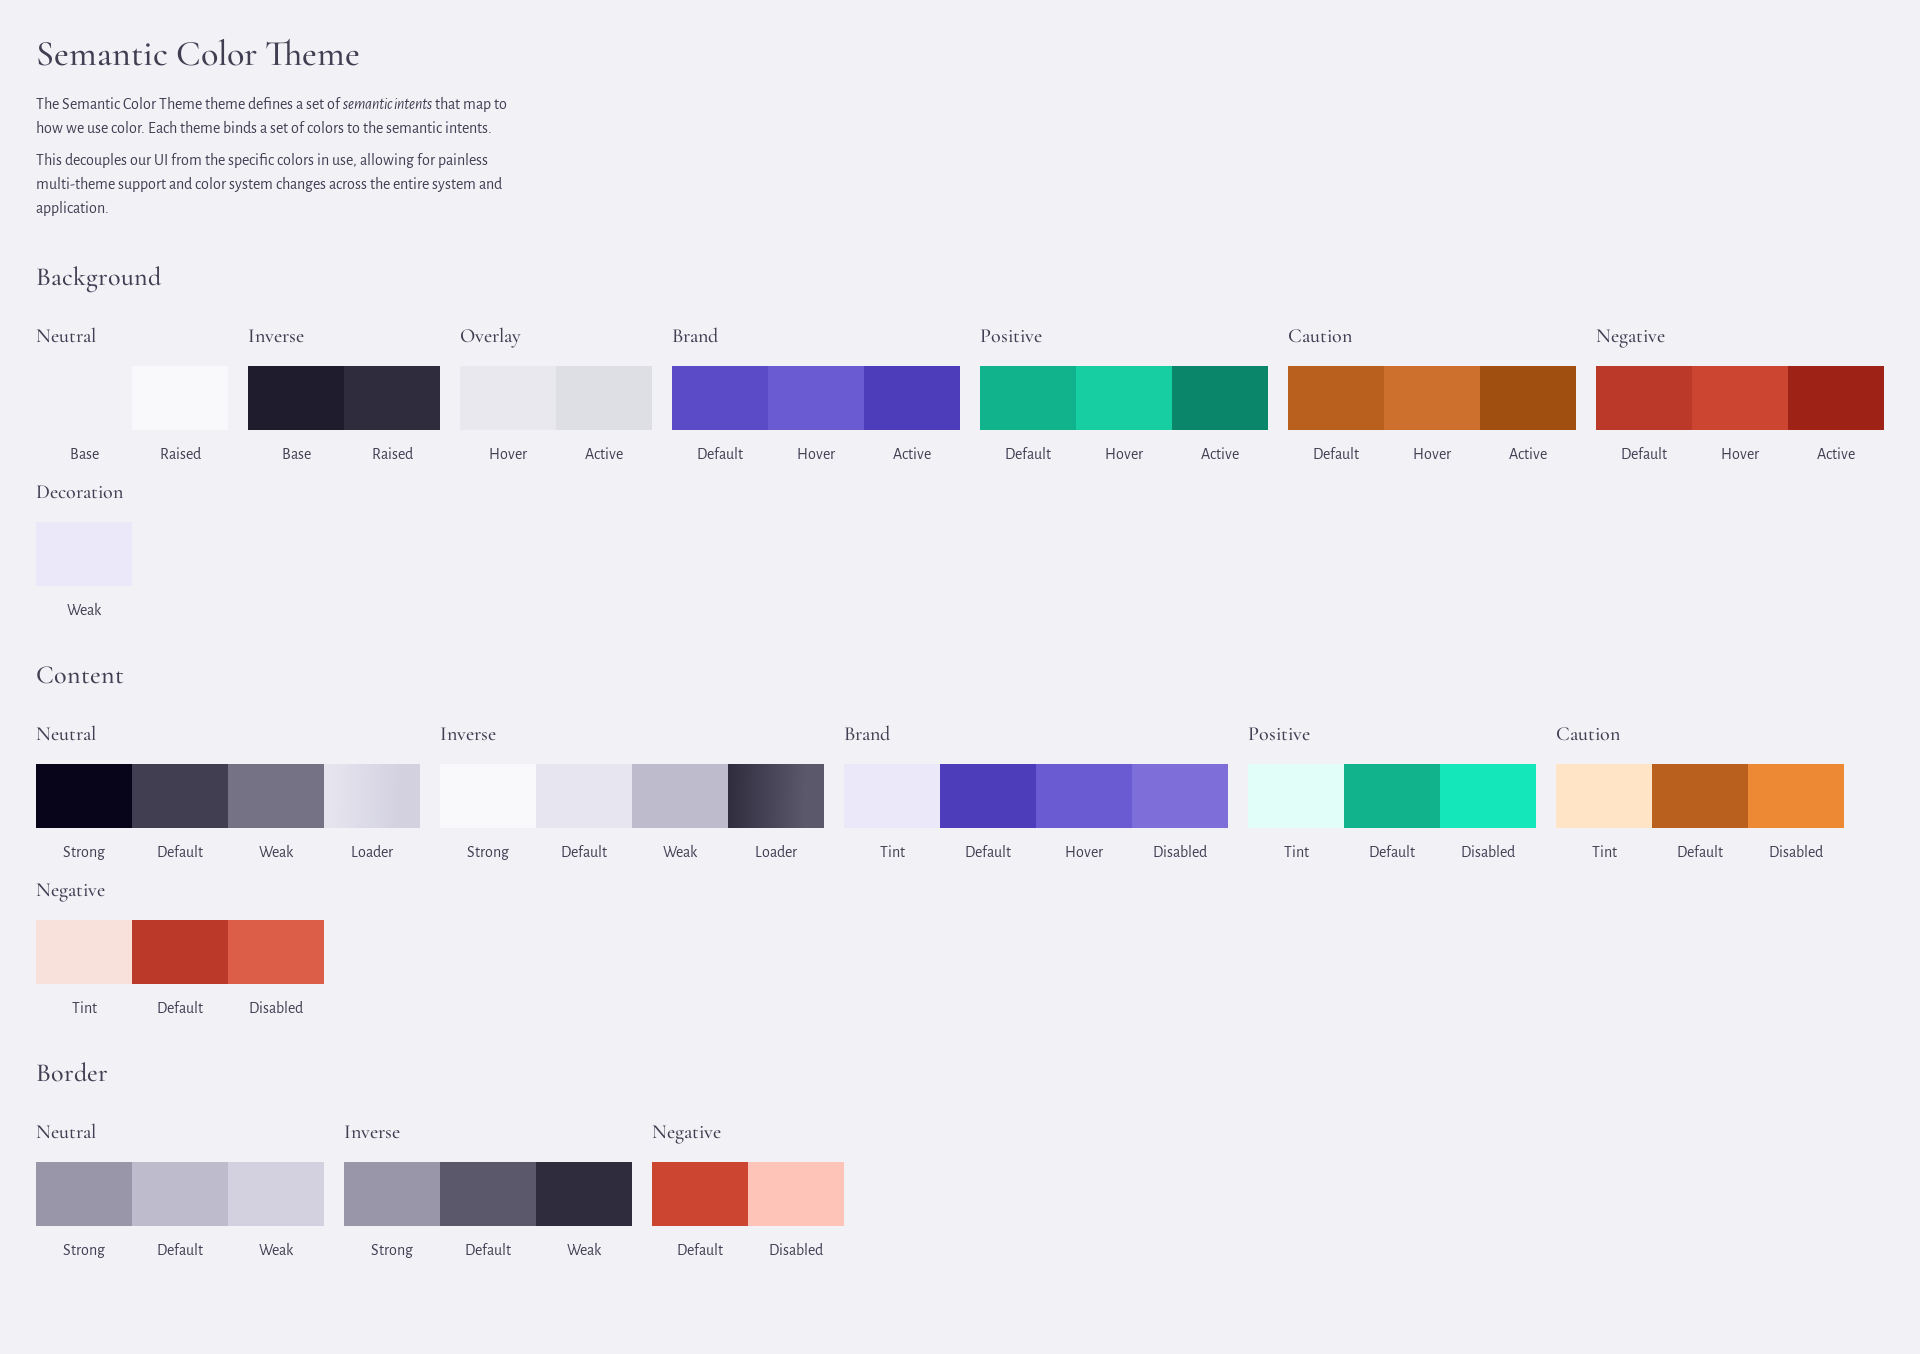 Semantic Color Theme
The Semantic Color Theme theme defines a set of semantic intents that map to
how we use color. Each theme binds a set of colors to the semantic intents.
This decouples our UI from the specific colors in use, allowing for painless
multi-theme support and color system changes across the entire system and
application.
Background
Neutral Inverse Overlay Brand Positive Caution Negative
Base Raised Base Raised Hover Active Default Hover Active Default Hover Active Default Hover Active Default Hover Active
Decoration
Weak
Content
Neutral Inverse Brand Positive Caution
Strong Default Weak Loader Strong Default Weak Loader Tint Default Hover Disabled Tint Default Disabled Tint Default Disabled
Negative
Tint Default Disabled
Border
Neutral Inverse Negative
Strong Default Weak Strong Default Weak Default Disabled